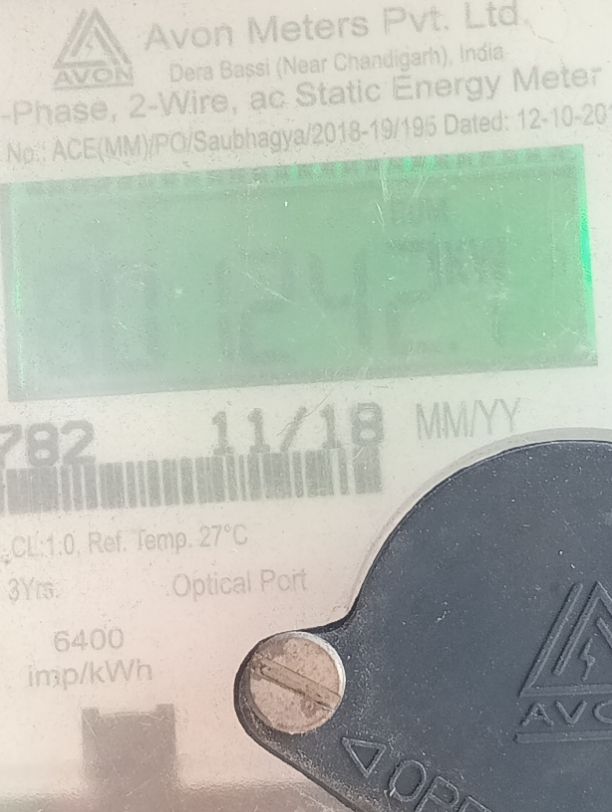 AVON
Avon Meters Pvt. Ltd.
Dera Bassi (Near Chandigarh), India
-Phase, 2-Wire, ac Static Energy Meter
No.: ACE(MM)/PO/Saubhagya/2018-19/195 Dated: 12-10-20
782 11/18 MM/YY
CL:1.0, Ref. Temp. 27°C
3Yrs. Optical Port
6400
imp/kWh
AVO
OPE